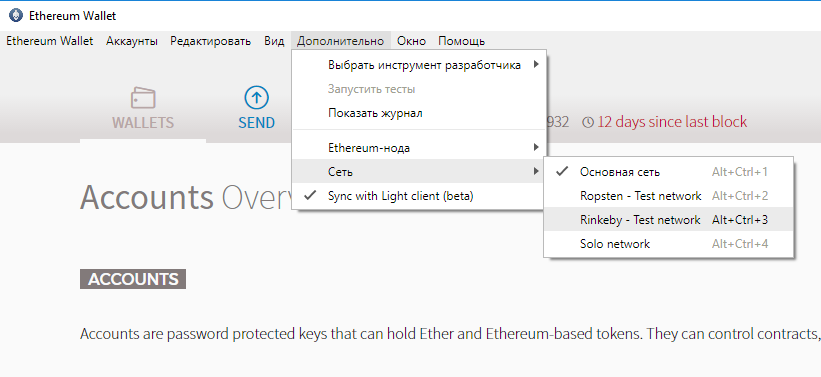 Ethereum Wallet
Ethereum Wallet Аккаунты Редактировать Вид Дополнительно Окно Помощь
Выбрать инструмент разработчика
Запустить тесты
Показать журнал
WALLETS SEND 932 12 days since last block
Ethereum-нода
Сеть
Sync with Light client (beta)
Основная сеть Alt+Ctrl+1
Ropsten - Test network Alt+Ctrl+2
Rinkeby - Test network Alt+Ctrl+3
Solo network Alt+Ctrl+4
Accounts Overv
ACCOUNTS
Accounts are password protected keys that can hold Ether and Ethereum-based tokens. They can control contracts,